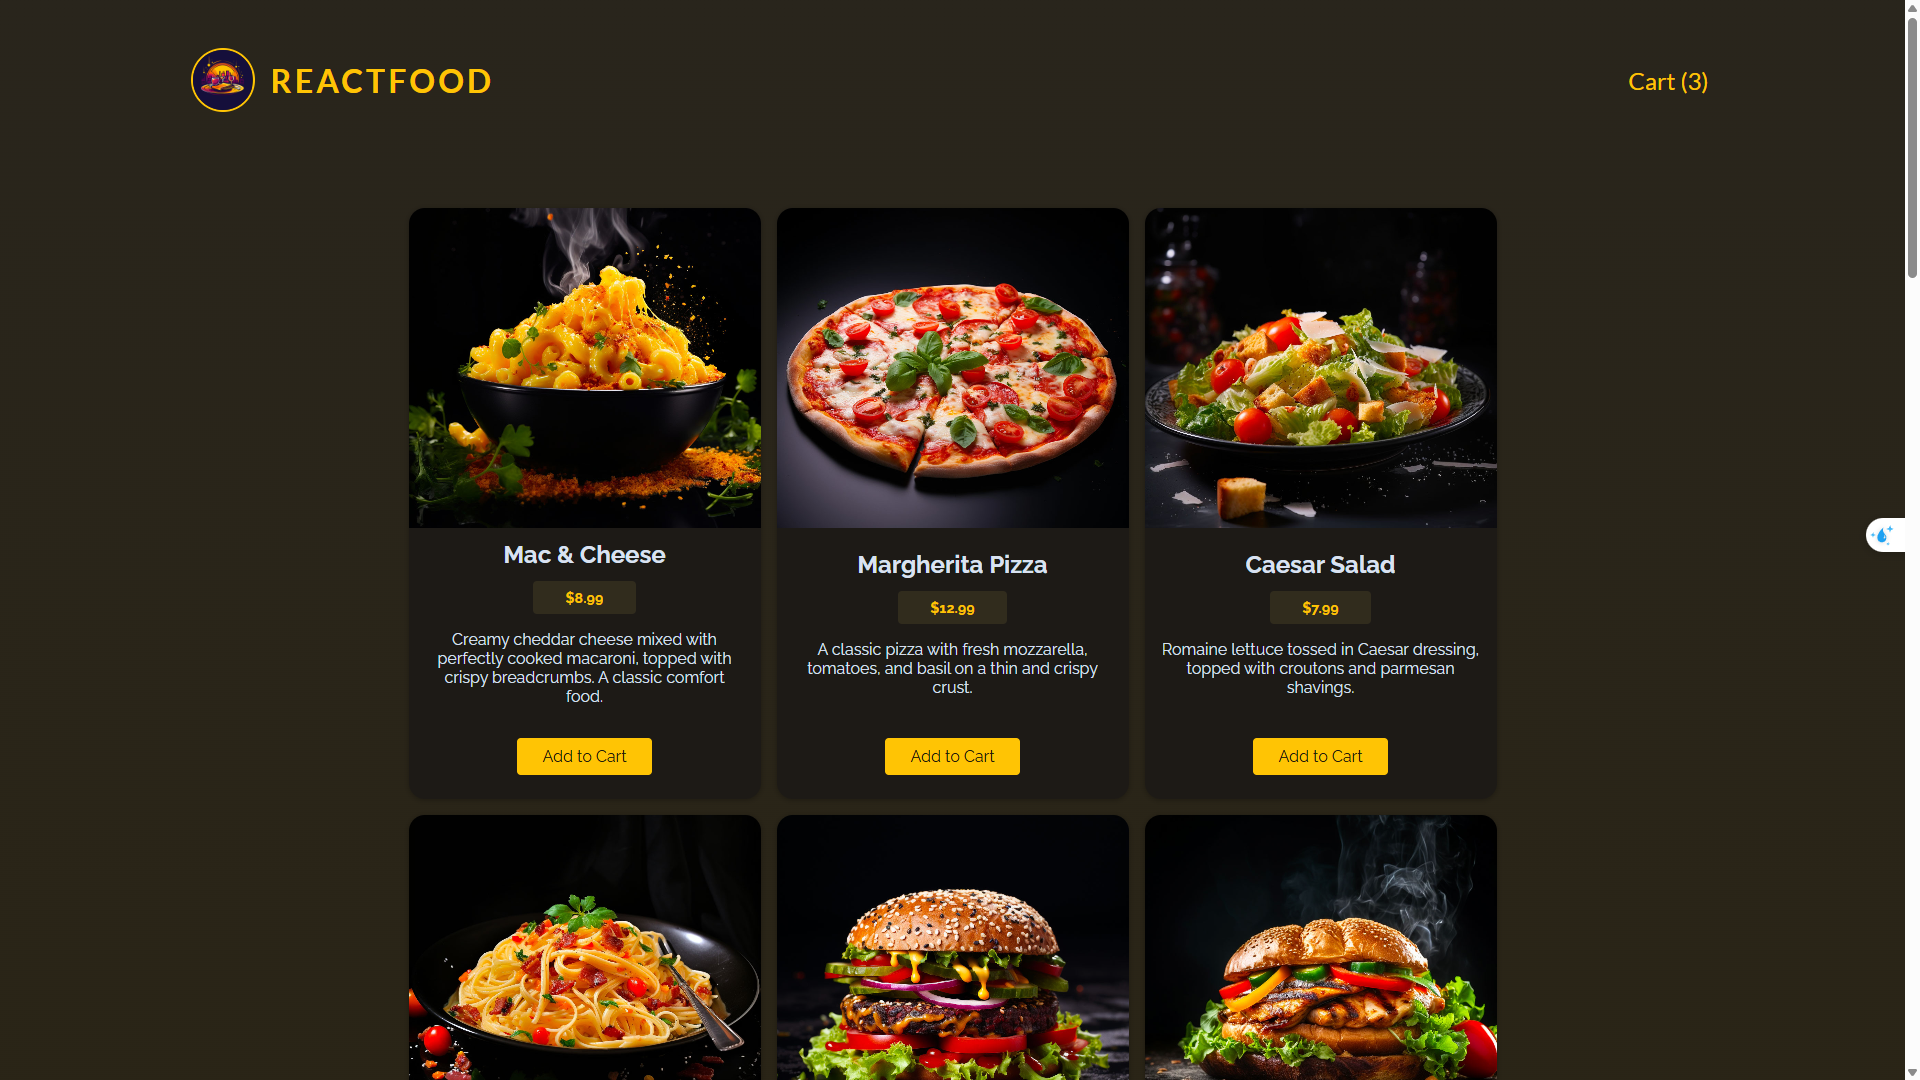 REACTFOOD
Cart (3)
Mac & Cheese
$8.99
Creamy cheddar cheese mixed with
perfectly cooked macaroni, topped with
crispy breadcrumbs. A classic comfort
food.
Add to Cart
Margherita Pizza
$12.99
A classic pizza with fresh mozzarella,
tomatoes, and basil on a thin and crispy
crust.
Add to Cart
Caesar Salad
$7.99
Romaine lettuce tossed in Caesar dressing,
topped with croutons and parmesan
shavings.
Add to Cart